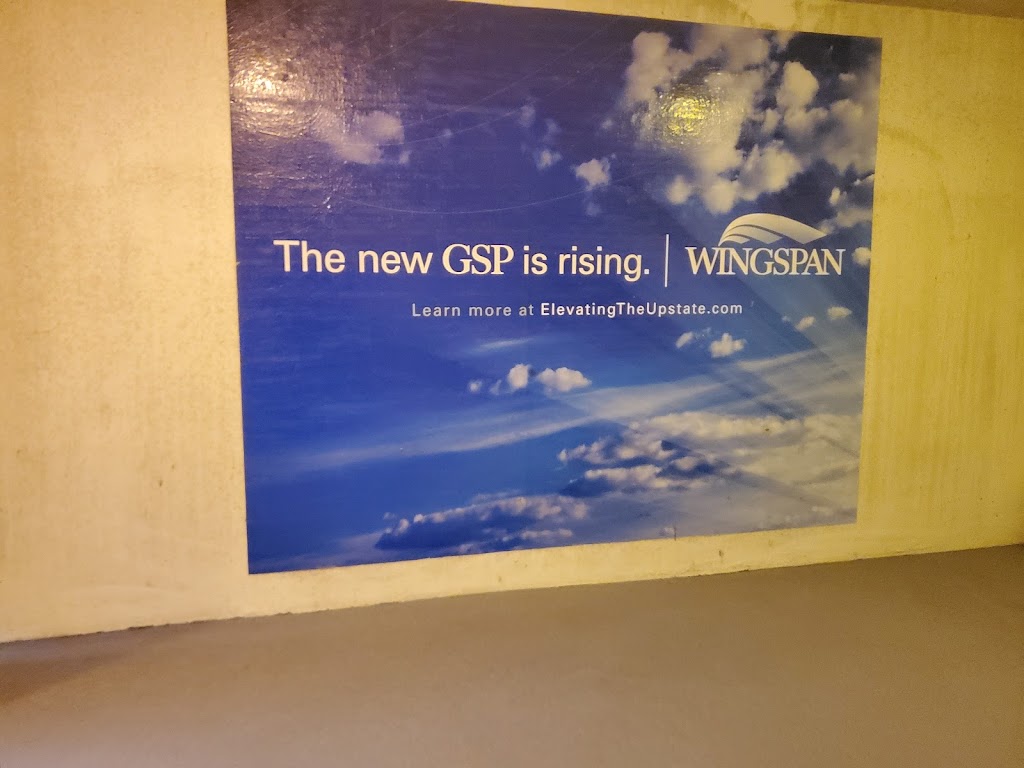 The new GSP is rising. | WINGSPAN
Learn more at ElevatingTheUpstate.com